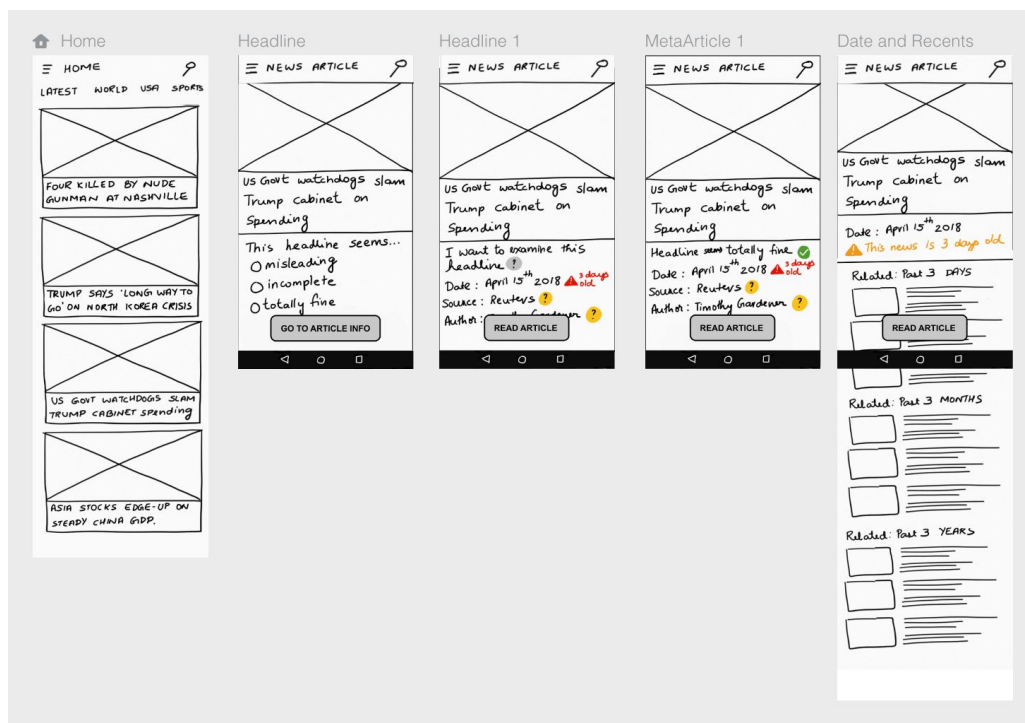 Home
HOME
LATEST WORLD USA SPORTS
FOUR KILLED BY NUDE
GUNMAN AT NASHVILLE
TRUMP SAYS 'LONG WAY TO
GO' ON NORTH KOREA CRISIS
US GOVT WATCHDOGS SLAM
TRUMP CABINET spending
ASIA STOCKS EDGE-UP ON
STEADY CHINA GDP.
Headline
NEWS ARTICLE
US Govt watchdogs slam
Trump cabinet on
Spending
This headline seems...
misleading
incomplete
totally fine
GO TO ARTICLE INFO
Headline 1
NEWS ARTICLE
US Govt watchdogs slam
Trump cabinet on
Spending
I want to examine this
headline ?
Date : April 15th 2018 3 days old
Source : Reuters ?
Author : Gardener ?
READ ARTICLE
MetaArticle 1
NEWS ARTICLE
US Govt watchdogs slam
Trump cabinet on
Spending
Headline totally fine
Date : April 15th 2018 3 days old
Source : Reuters ?
Author : Timothy Gardener ?
READ ARTICLE
Date and Recents
NEWS ARTICLE
US Govt watchdogs slam
Trump cabinet on
Spending
Date : April 15th 2018
This news is 3 days old
Related: Past 3 DAYS
READ ARTICLE
Related: Past 3 MONTHS
Related: Past 3 YEARS